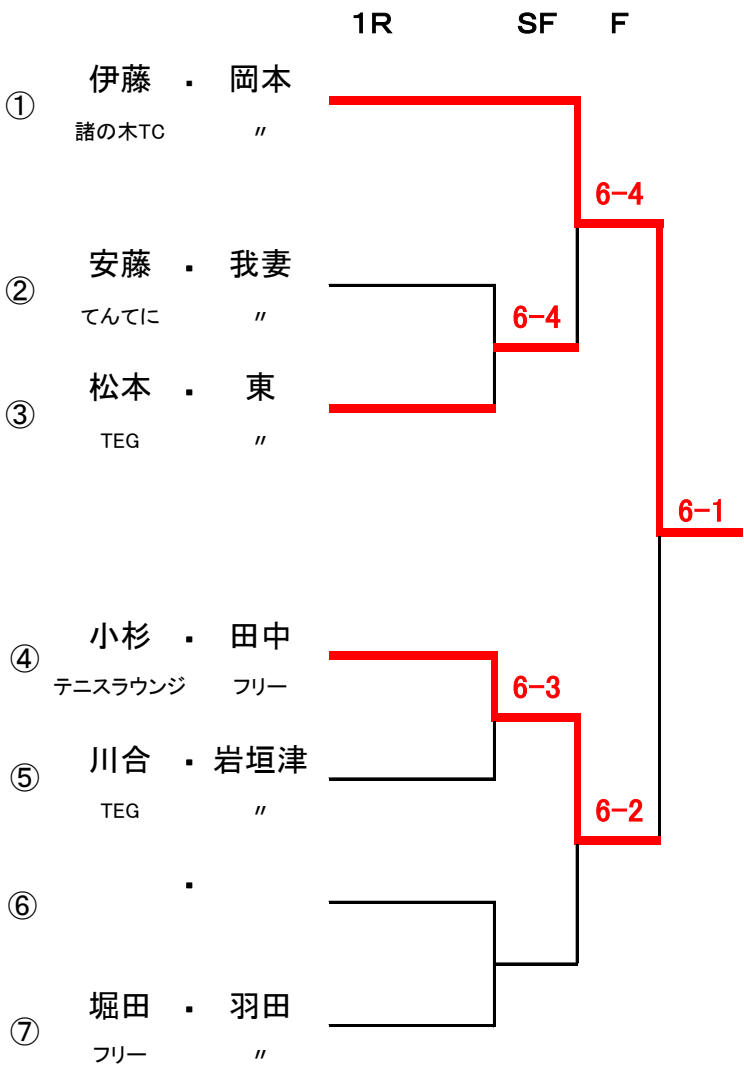 1R SF F
① 伊藤 ・ 岡本
諸の木TC 〃
6-4
② 安藤 ・ 我妻
てんてに 〃
6-4
③ 松本 ・ 東
TEG 〃
6-1
④ 小杉 ・ 田中
テニスラウンジ フリー
6-3
⑤ 川合 ・ 岩垣津
TEG 〃
6-2
⑥ ・
⑦ 堀田 ・ 羽田
フリー 〃